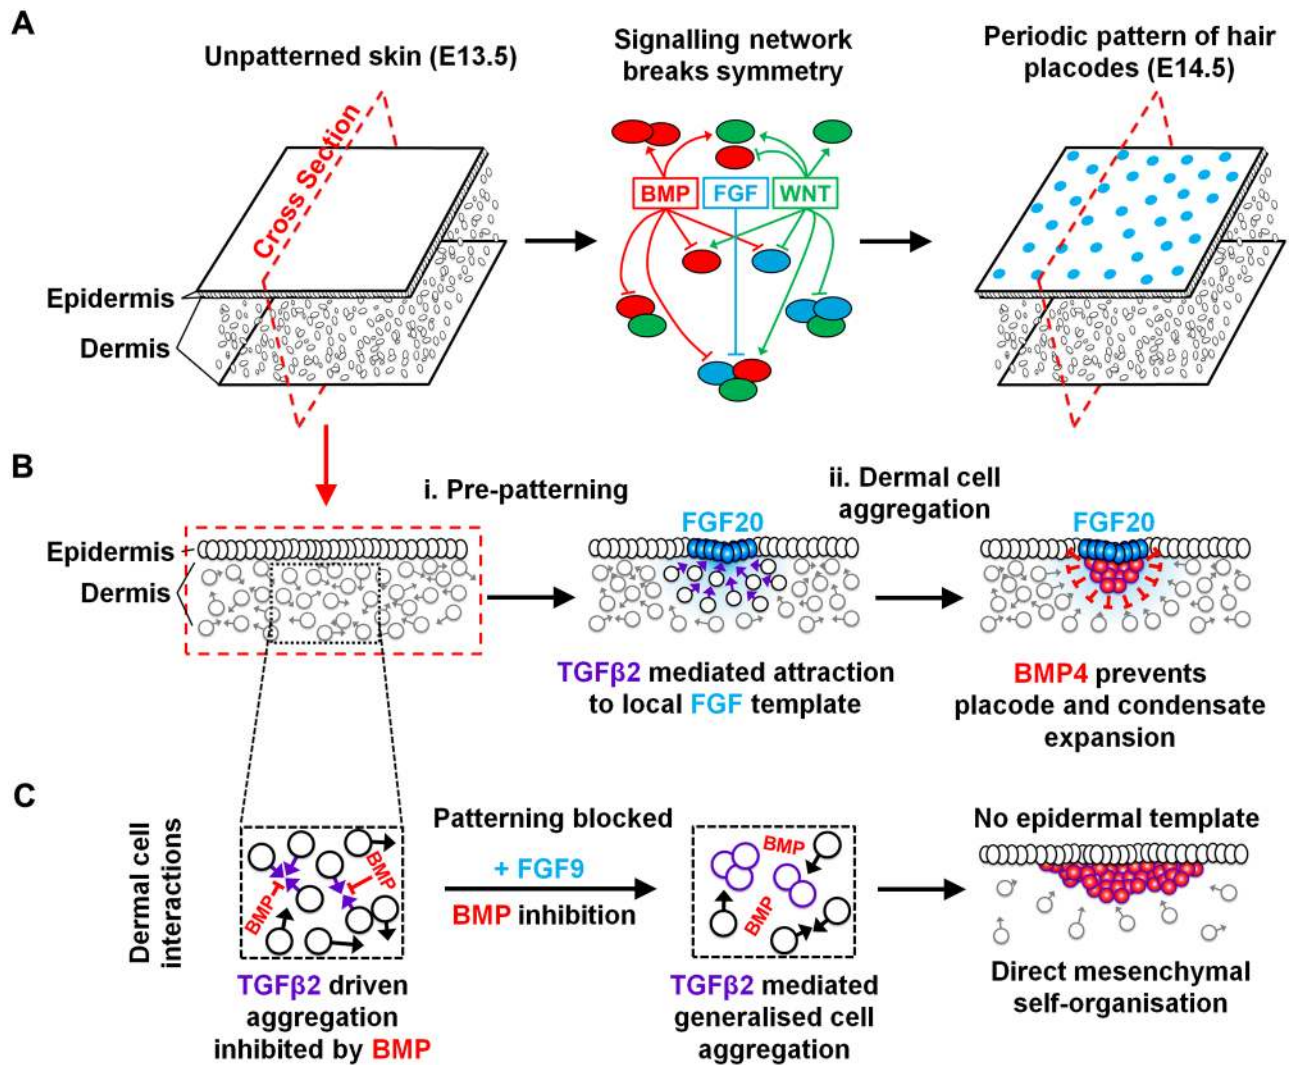 A
Unpatterned skin (E13.5)
Signalling network
breaks symmetry
Periodic pattern of hair
placodes (E14.5)
Cross Section
BMP
FGF
WNT
Epidermis
Dermis
B
i. Pre-patterning
ii. Dermal cell
aggregation
Epidermis
Dermis
FGF20
FGF20
TGFβ2 mediated attraction
to local FGF template
BMP4 prevents
placode and condensate
expansion
C
Dermal cell
interactions
BMP
BMP
Patterning blocked
+ FGF9
BMP inhibition
BMP
BMP
No epidermal template
TGFβ2 driven
aggregation
inhibited by BMP
TGFβ2 mediated
generalised cell
aggregation
Direct mesenchymal
self-organisation